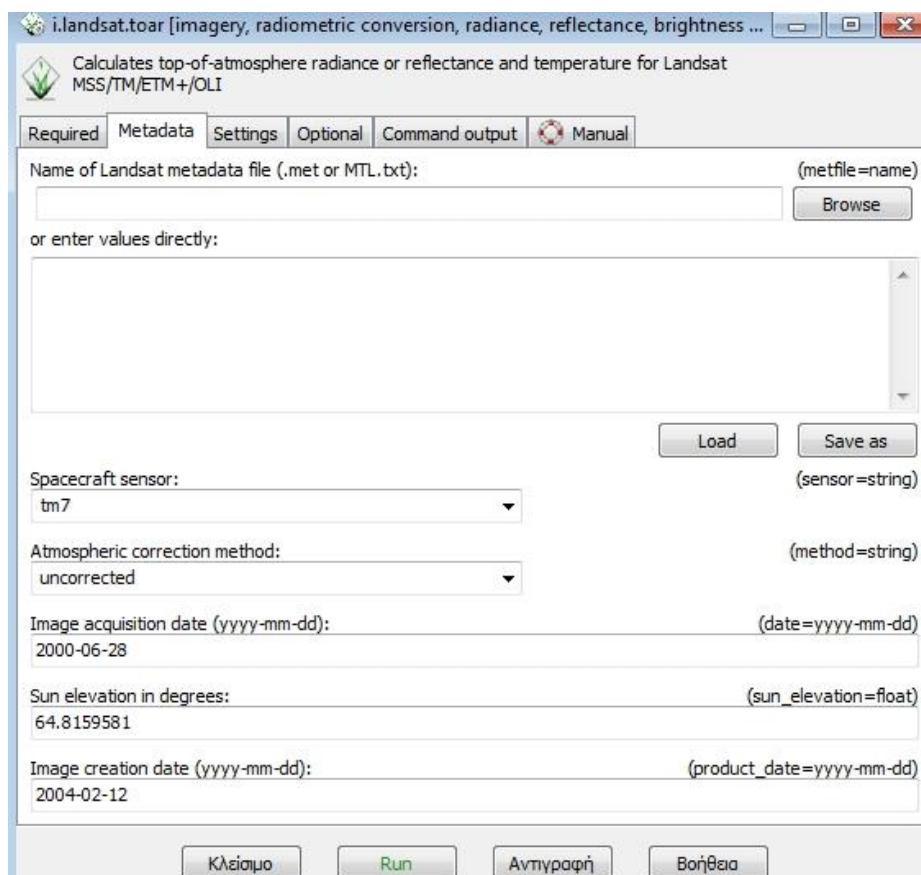 i.landsat.toar [imagery, radiometric conversion, radiance, reflectance, brightness ...
Calculates top-of-atmosphere radiance or reflectance and temperature for Landsat
MSS/TM/ETM+/OLI
Required Metadata Settings Optional Command output Manual
Name of Landsat metadata file (.met or MTL.txt): (metfile=name)
Browse
or enter values directly:
Load Save as
Spacecraft sensor: (sensor=string)
tm7
Atmospheric correction method: (method=string)
uncorrected
Image acquisition date (yyyy-mm-dd): (date=yyyy-mm-dd)
2000-06-28
Sun elevation in degrees: (sun_elevation=float)
64.8159581
Image creation date (yyyy-mm-dd): (product_date=yyyy-mm-dd)
2004-02-12
Κλείσιμο Run Αντιγραφή Βοήθεια